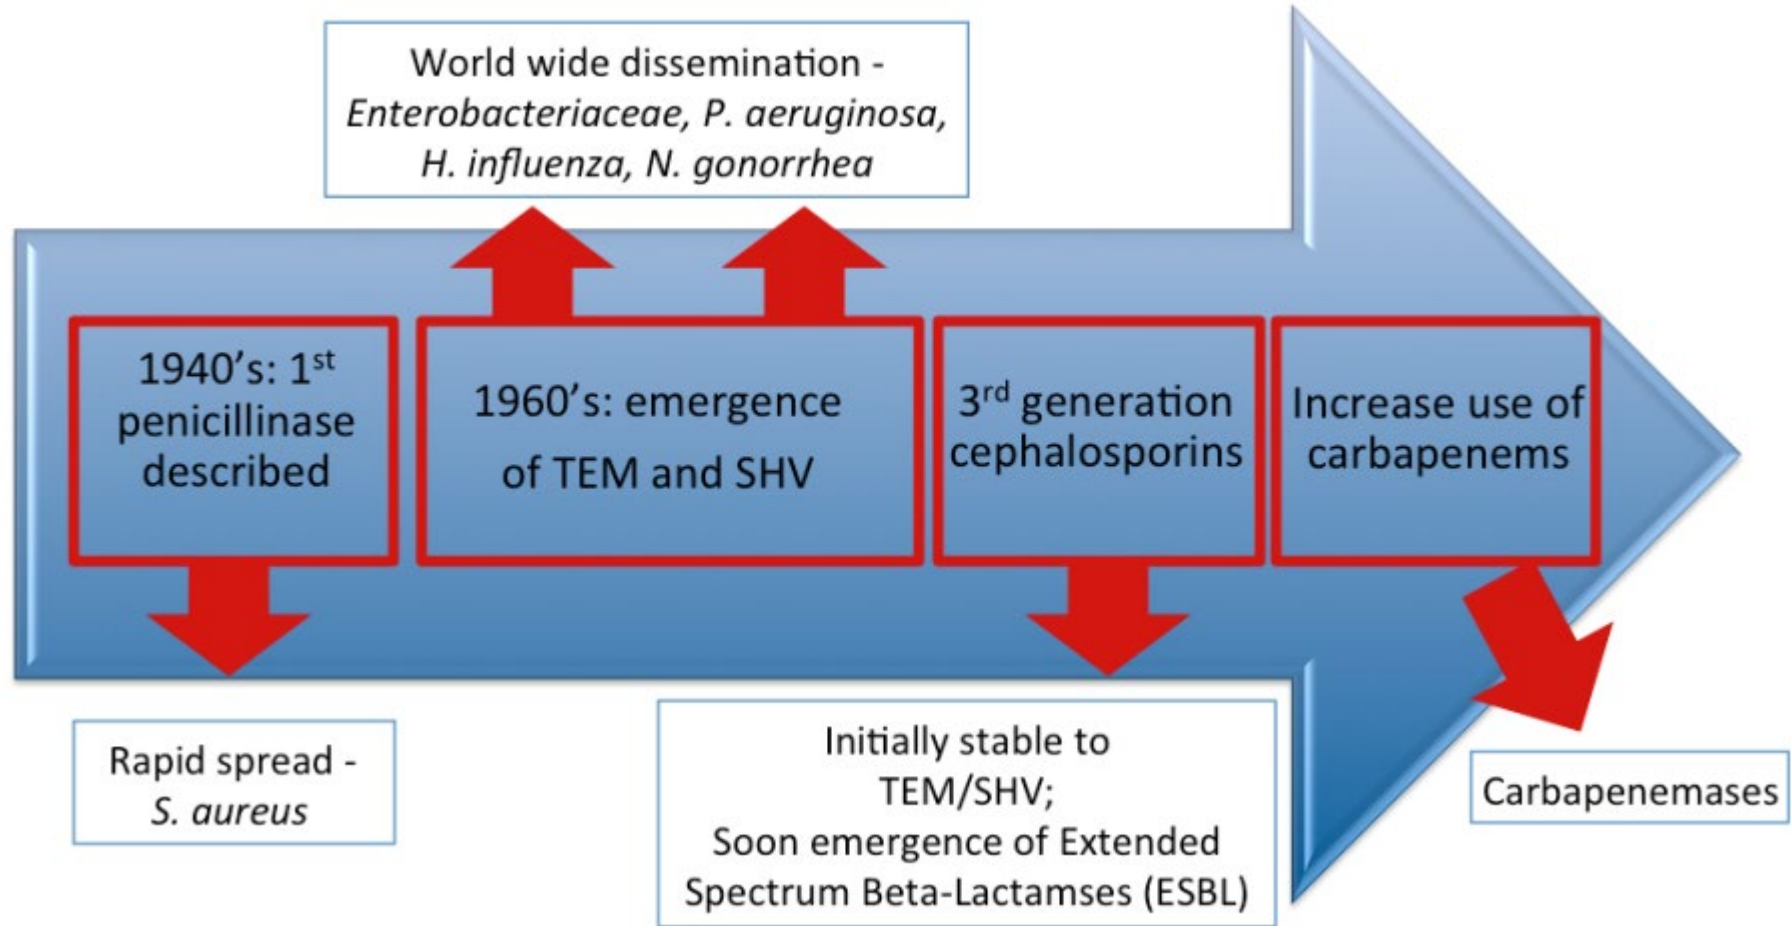 World wide dissemination -
Enterobacteriaceae, P. aeruginosa,
H. influenza, N. gonorrhea
1940's: 1st
penicillinase
described
1960's: emergence
of TEM and SHV
3rd generation
cephalosporins
Increase use of
carbapenems
Rapid spread -
S. aureus
Initially stable to
TEM/SHV;
Soon emergence of Extended
Spectrum Beta-Lactamses (ESBL)
Carbapenemases